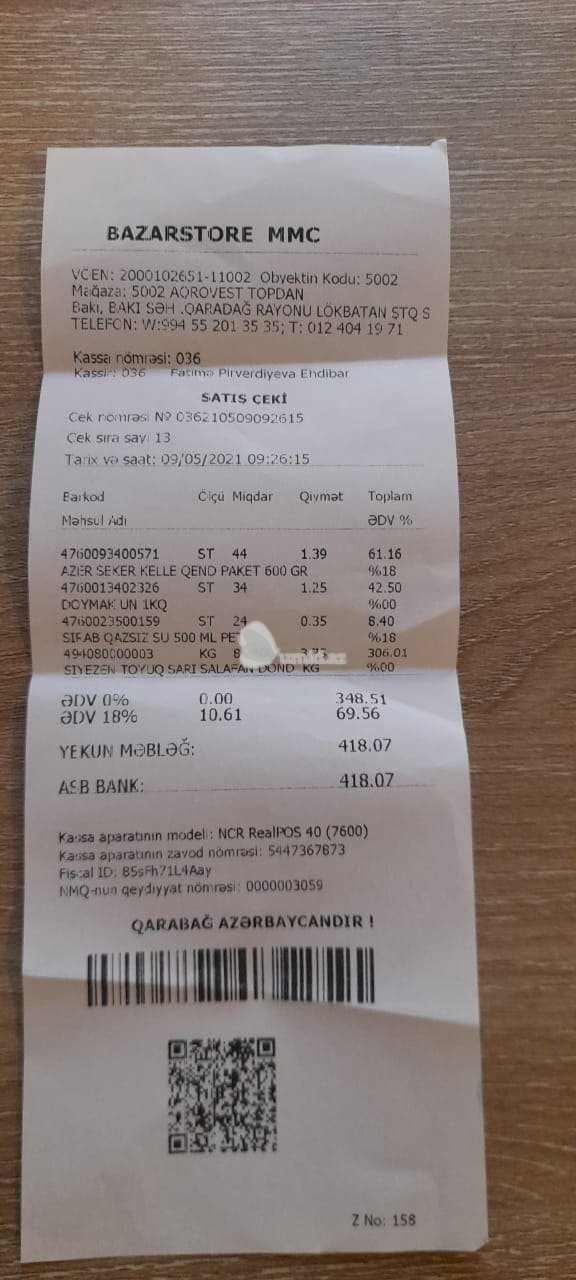 BAZARSTORE MMC
VÖEN: 2000102651-11002 Obyektin Kodu: 5002
Mağaza: 5002 AQROVEST TOPDAN
Bakı, BAKI ŞƏH .QARADAĞ RAYONU LÖKBATAN ŞTQ S
TELEFON: W:994 55 201 35 35; T: 012 404 19 71
Kassa nömrəsi: 036
Kassir: 036 Fatimə Pirverdiyeva Ehdibar
SATIŞ ÇEKİ
Çek nömrəsi № 036210509092615
Çek sıra sayı 13
Tarix və saat: 09/05/2021 09:26:15
Barkod Ölçü Miqdar Qiymət Toplam
Məhsul Adı ƏDV %
4760093400571 ST 44 1.39 61.16
AZER SEKER KELLE QEND PAKET 600 GR %18
4760013402326 ST 34 1.25 42.50
DOYMAK UN 1KQ %00
4760023500159 ST 24 0.35 8.40
SIRAB QAZSIZ SU 500 ML PET %18
494080000003 KG 306.01
SIYEZEN TOYUQ SARI SALAFAN DOND KG %00
ƏDV 0% 0.00 348.51
ƏDV 18% 10.61 69.56
YEKUN MƏBLƏĞ: 418.07
ASB BANK: 418.07
Kassa aparatının modeli: NCR RealPOS 40 (7600)
Kassa aparatının zavod nömrəsi: 5447367873
Fiscal ID: 85sFh71L4Aay
NMQ-nun qeydiyyat nömrəsi: 0000003059
QARABAĞ AZƏRBAYCANDIR !
Z No: 158